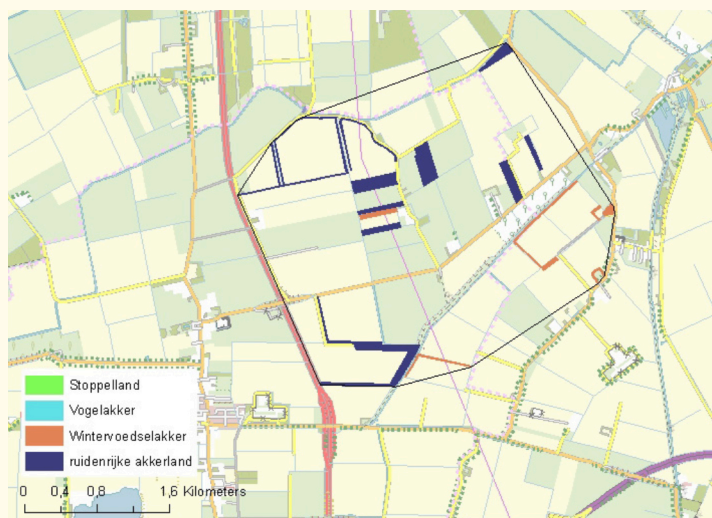 Stoppelland
Vogelakker
Wintervoedselakker
ruidenrijke akkerland
0 0,4 0,8 1,6 Kilometers